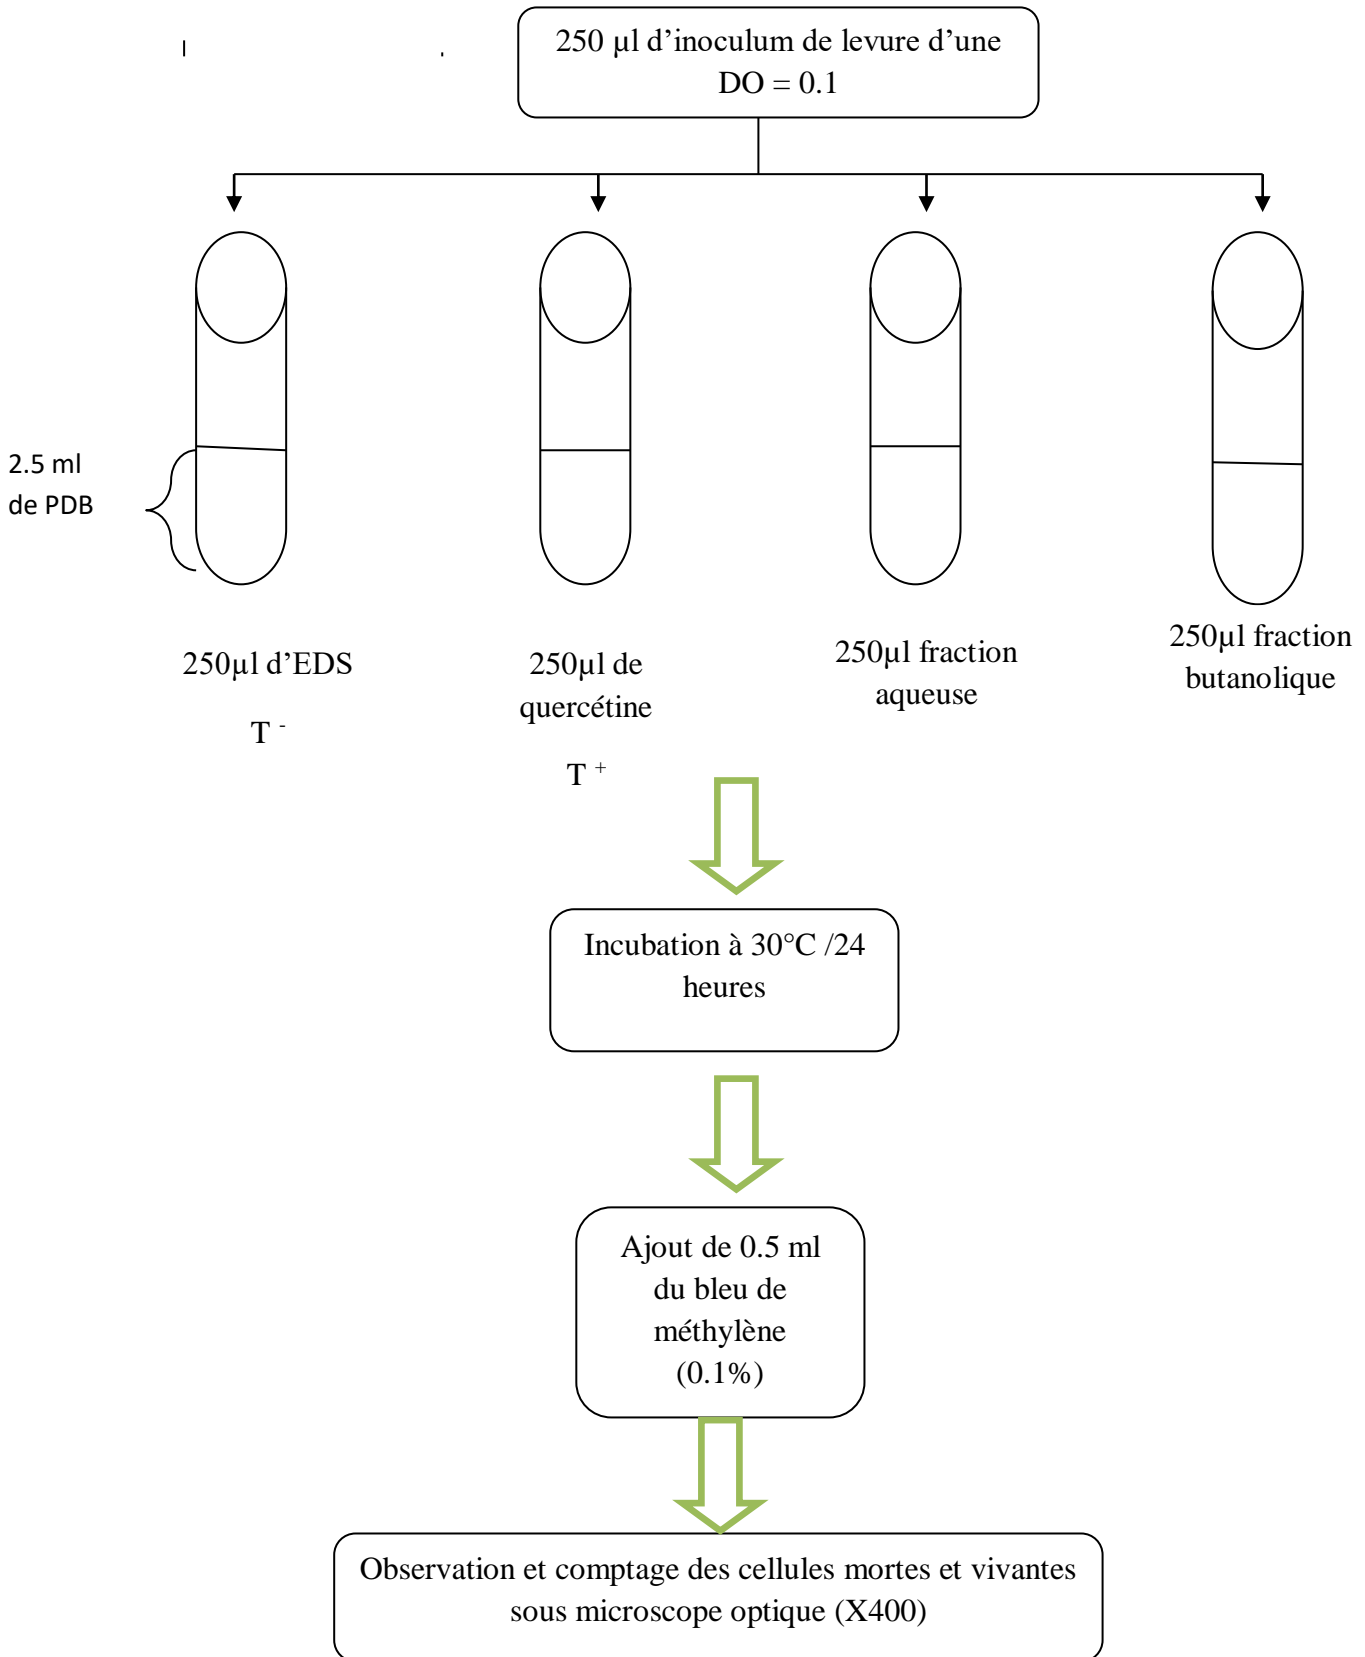 250 µl d’inoculum de levure d’une
DO = 0.1
2.5 ml
de PDB
250µl d’EDS
T -
250µl de
quercétine
T +
250µl fraction
aqueuse
250µl fraction
butanolique
Incubation à 30°C /24
heures
Ajout de 0.5 ml
du bleu de
méthylène
(0.1%)
Observation et comptage des cellules mortes et vivantes
sous microscope optique (X400)